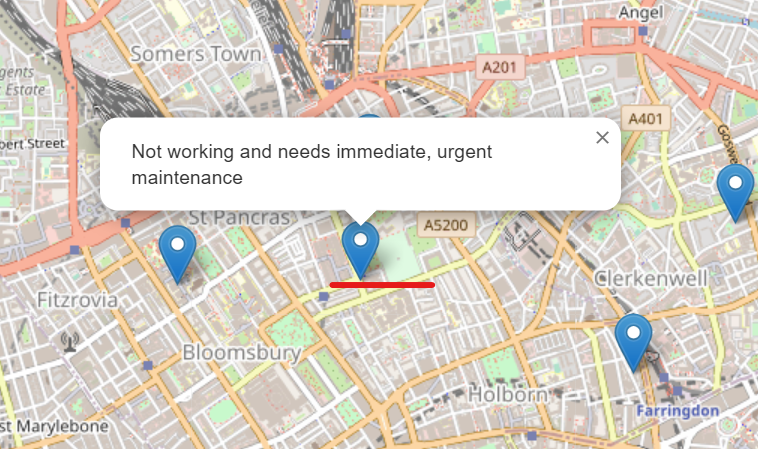 Angel
Somers Town
A201
gents
Estate
A401
bert Street
Goswe
Not working and needs immediate, urgent
maintenance
St Pancras
A5200
Clerkenwell
Fitzrovia
Bloomsbury
Holborn
Farringdon
st Marylebone